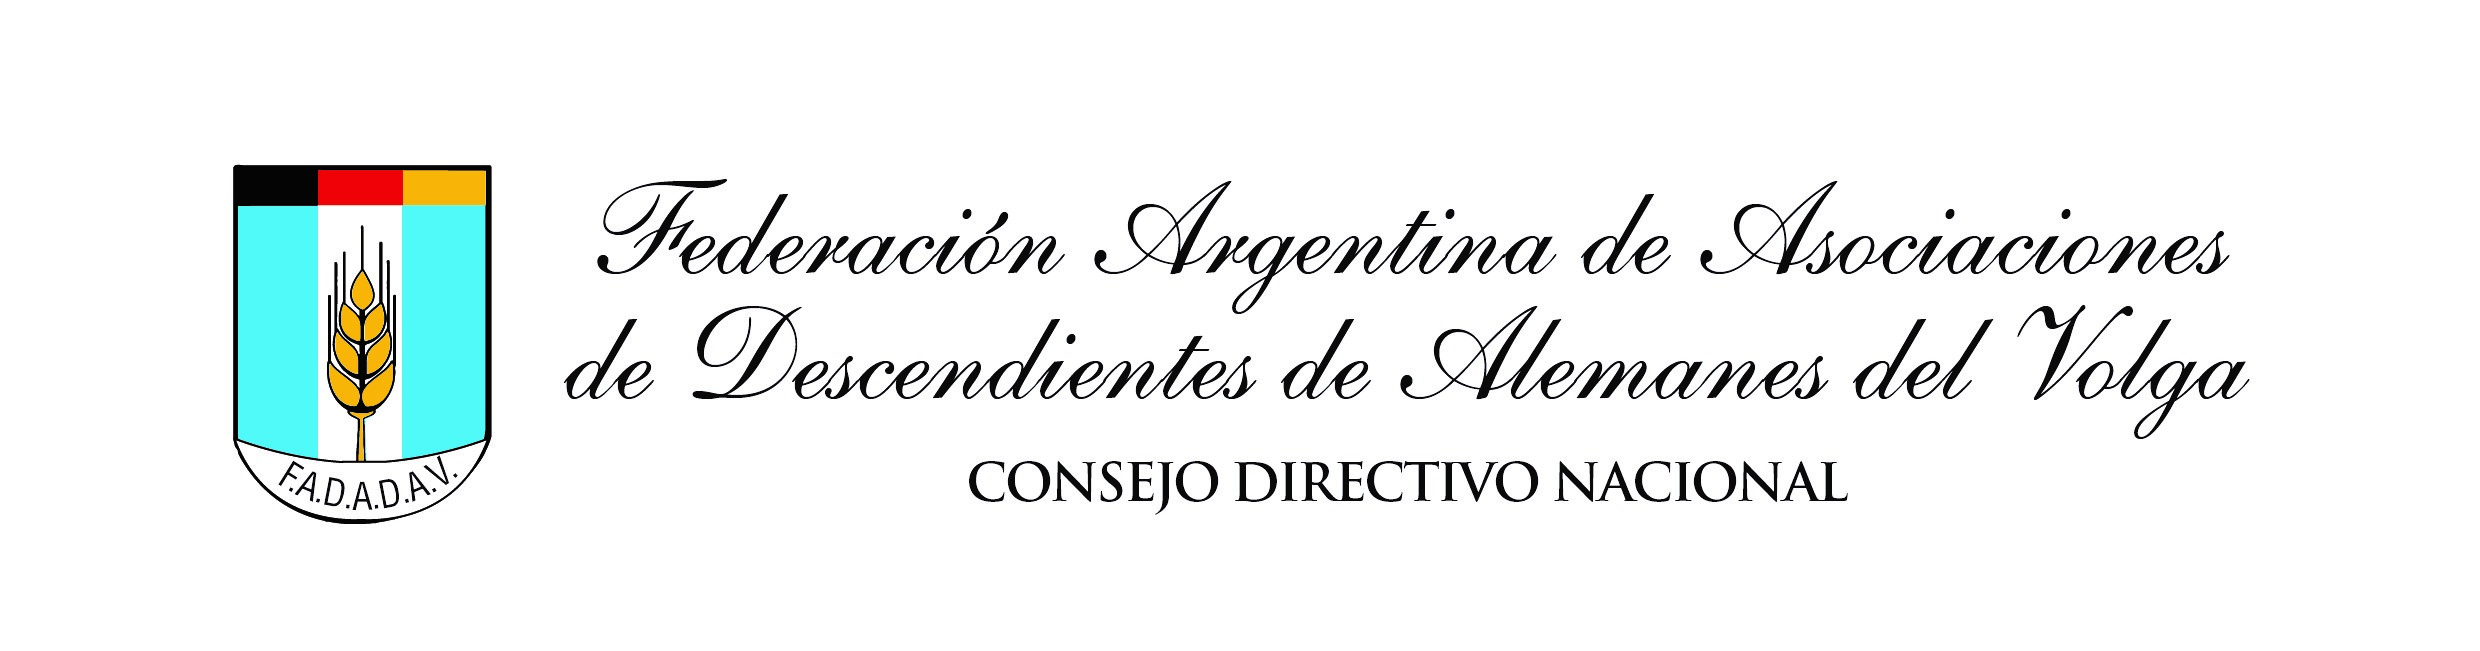 F.A.D.A.D.A.V.
Federación Argentina de Asociaciones
de Descendientes de Alemanes del Volga
CONSEJO DIRECTIVO NACIONAL